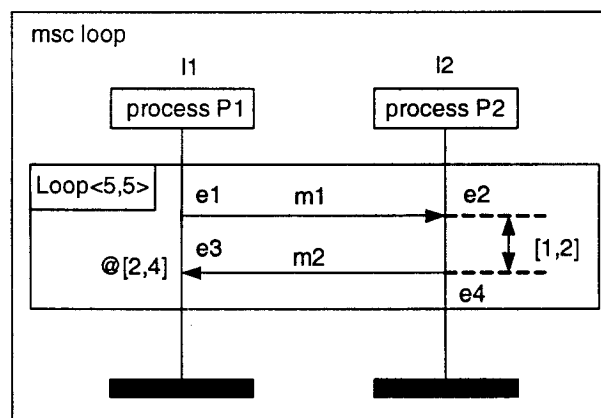 msc loop
I1 I2
process P1 process P2
Loop<5,5>
e1 m1 e2
e3 m2 [1,2]
@[2,4]
e4